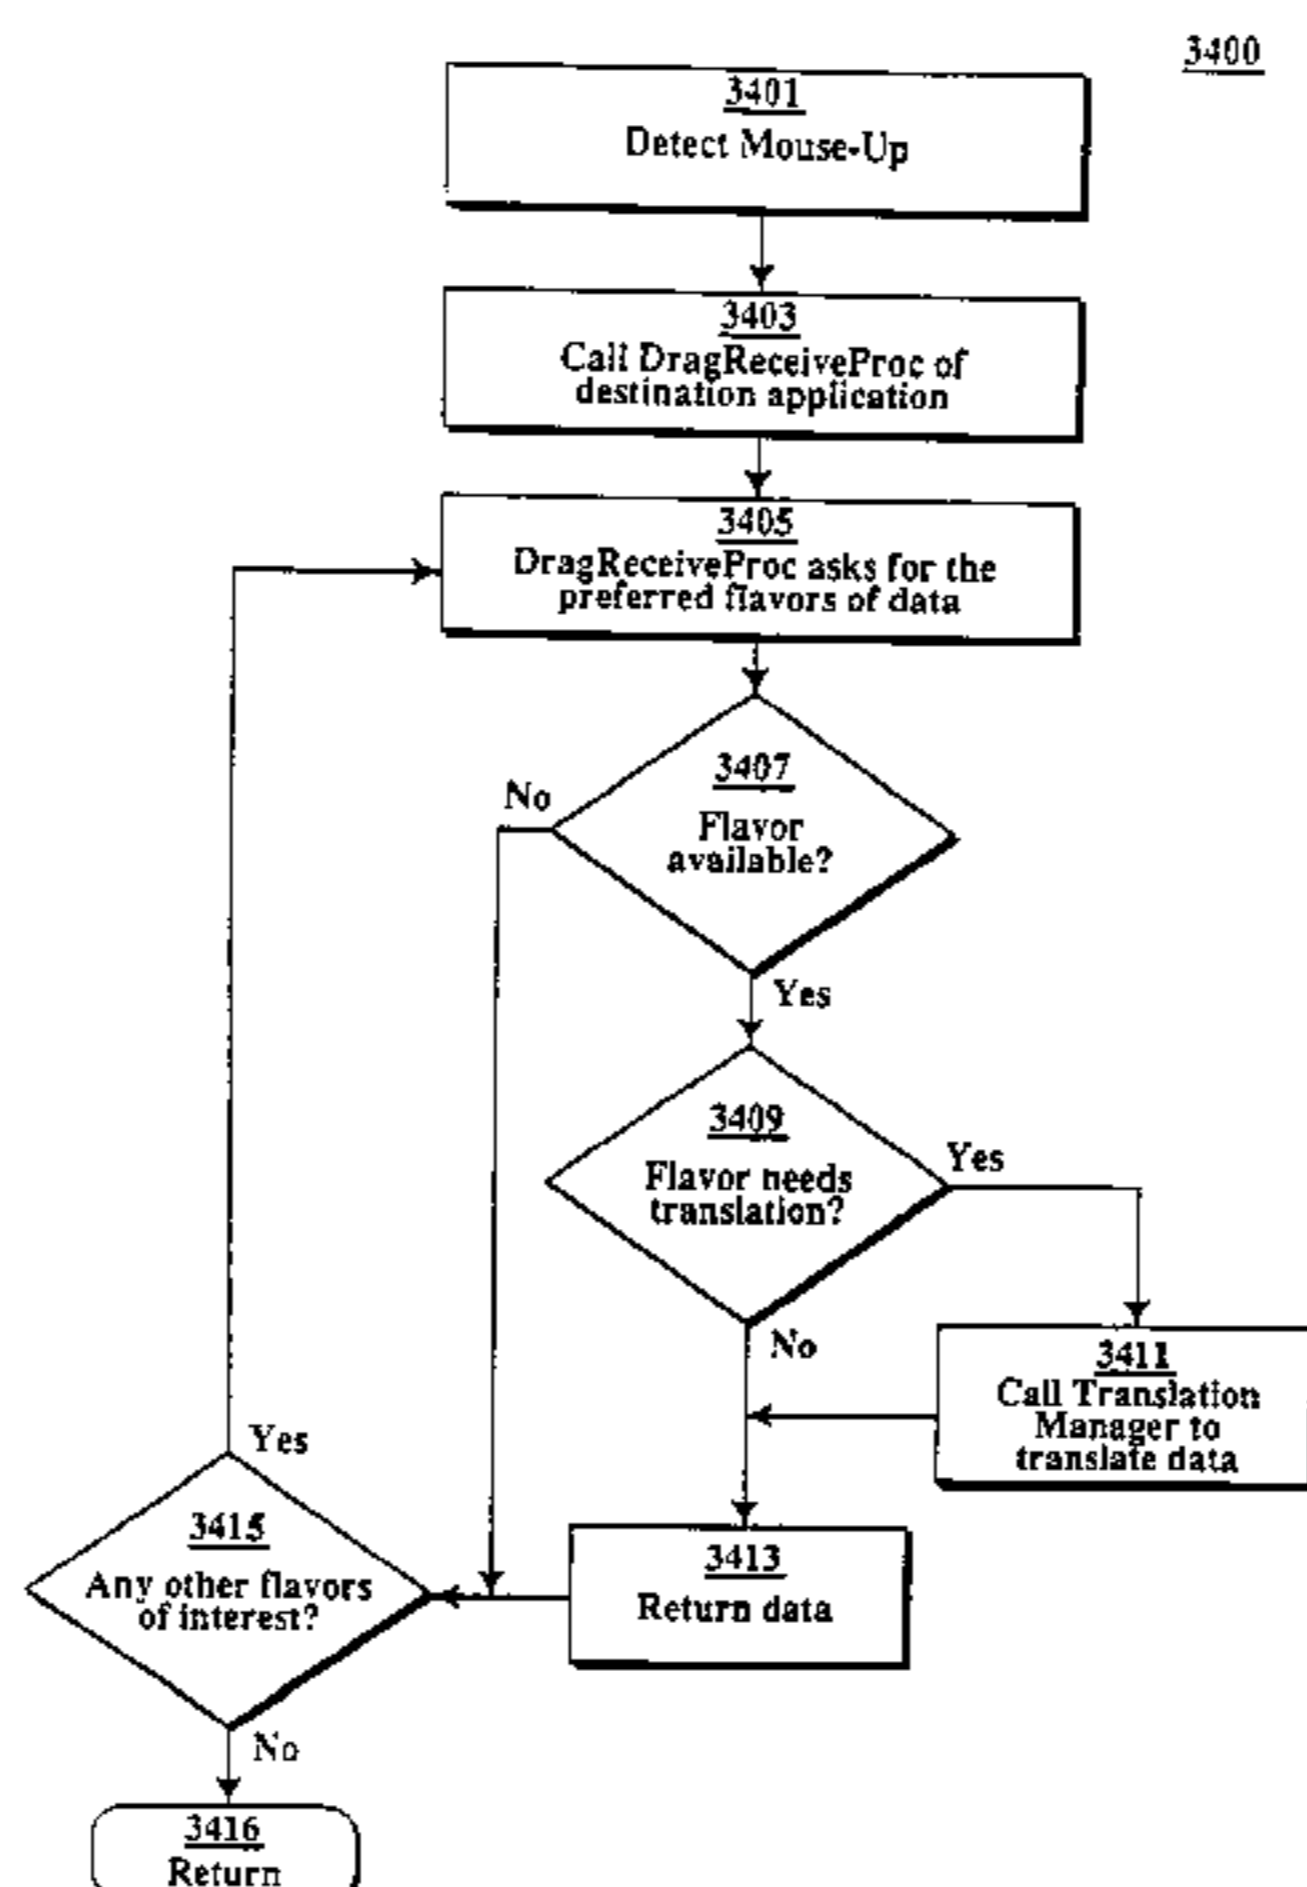 3400
3401
Detect Mouse-Up
3403
Call DragReceiveProc of
destination application
3405
DragReceiveProc asks for the
preferred flavors of data
3407
No
Flavor
available?
Yes
3409
Yes
Flavor needs
translation?
No
3411
Call Translation
Manager to
translate data
Yes
3415
Any other flavors
of interest?
3413
Return data
No
3416
Return